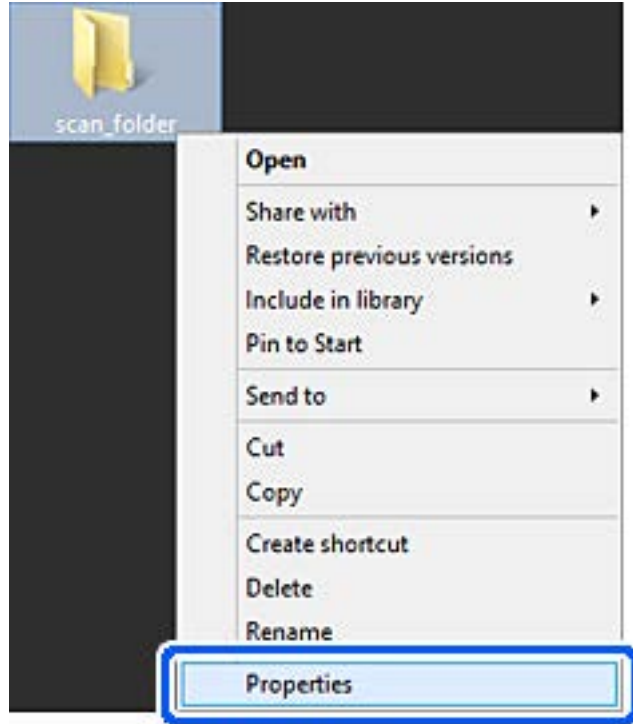 scan_folder
Open
Share with
Restore previous versions
Include in library
Pin to Start
Send to
Cut
Copy
Create shortcut
Delete
Rename
Properties